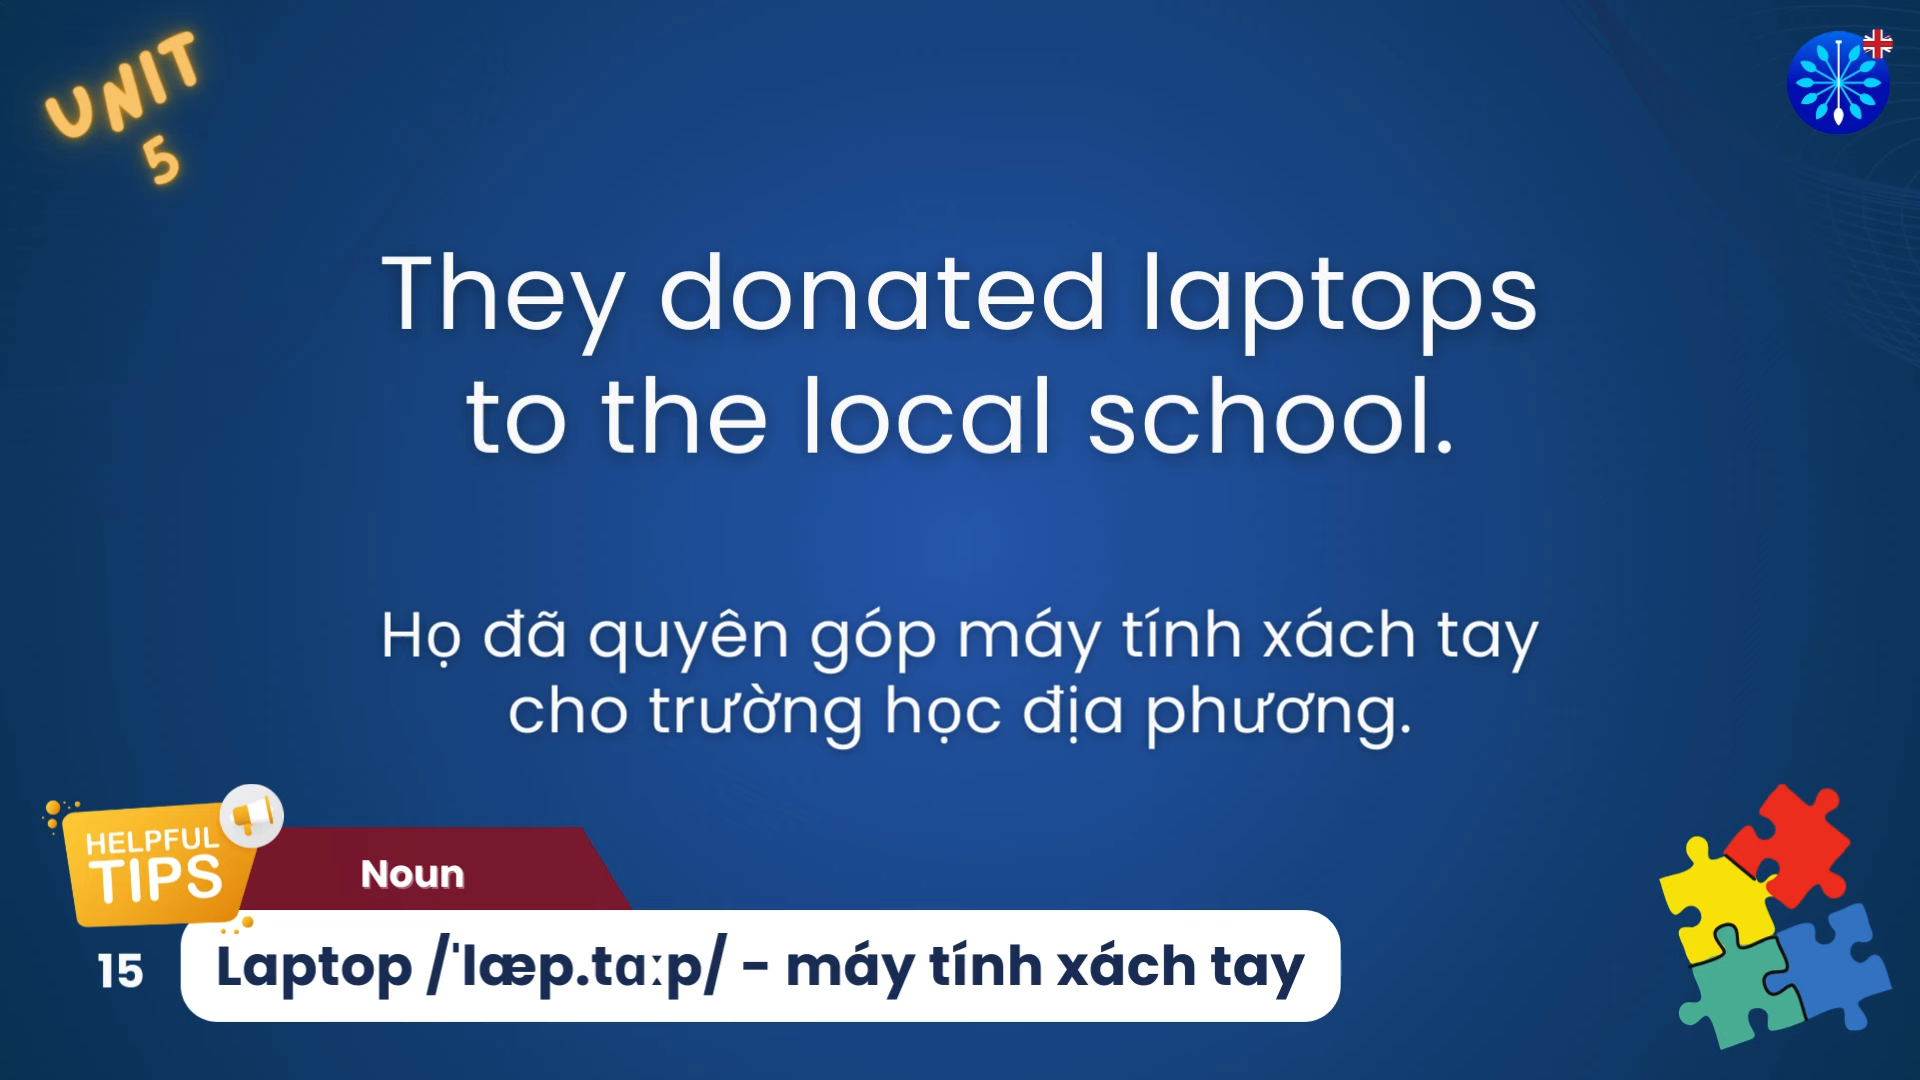 UNIT
5
They donated laptops
to the local school.
Họ đã quyên góp máy tính xách tay
cho trường học địa phương.
HELPFUL
TIPS
Noun
15
Laptop /ˈlæp.tɑːp/ - máy tính xách tay